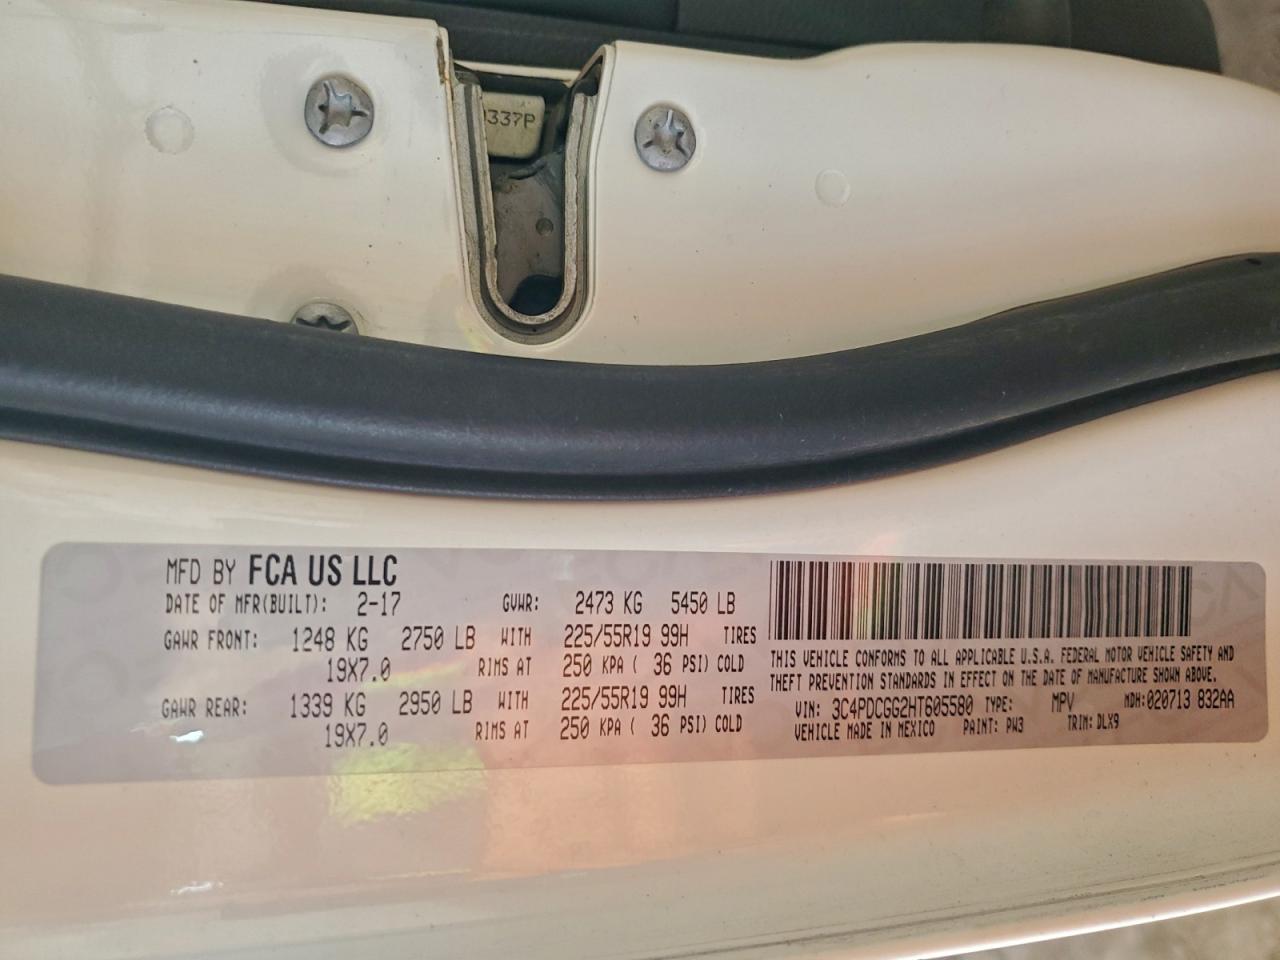 337P
MFD BY FCA US LLC
DATE OF MFR(BUILT): 2-17 GVWR: 2473 KG 5450 LB
GAWR FRONT: 1248 KG 2750 LB WITH 225/55R19 99H TIRES
19X7.0 RIMS AT 250 KPA ( 36 PSI) COLD
GAWR REAR: 1339 KG 2950 LB WITH 225/55R19 99H TIRES
19X7.0 RIMS AT 250 KPA ( 36 PSI) COLD
THIS VEHICLE CONFORMS TO ALL APPLICABLE U.S.A. FEDERAL MOTOR VEHICLE SAFETY AND
THEFT PREVENTION STANDARDS IN EFFECT ON THE DATE OF MANUFACTURE SHOWN ABOVE.
VIN: 3C4PDCGG2HT605580 TYPE: MPV MDH:020713 832AA
VEHICLE MADE IN MEXICO PAINT: PW3 TRIM: DLX9